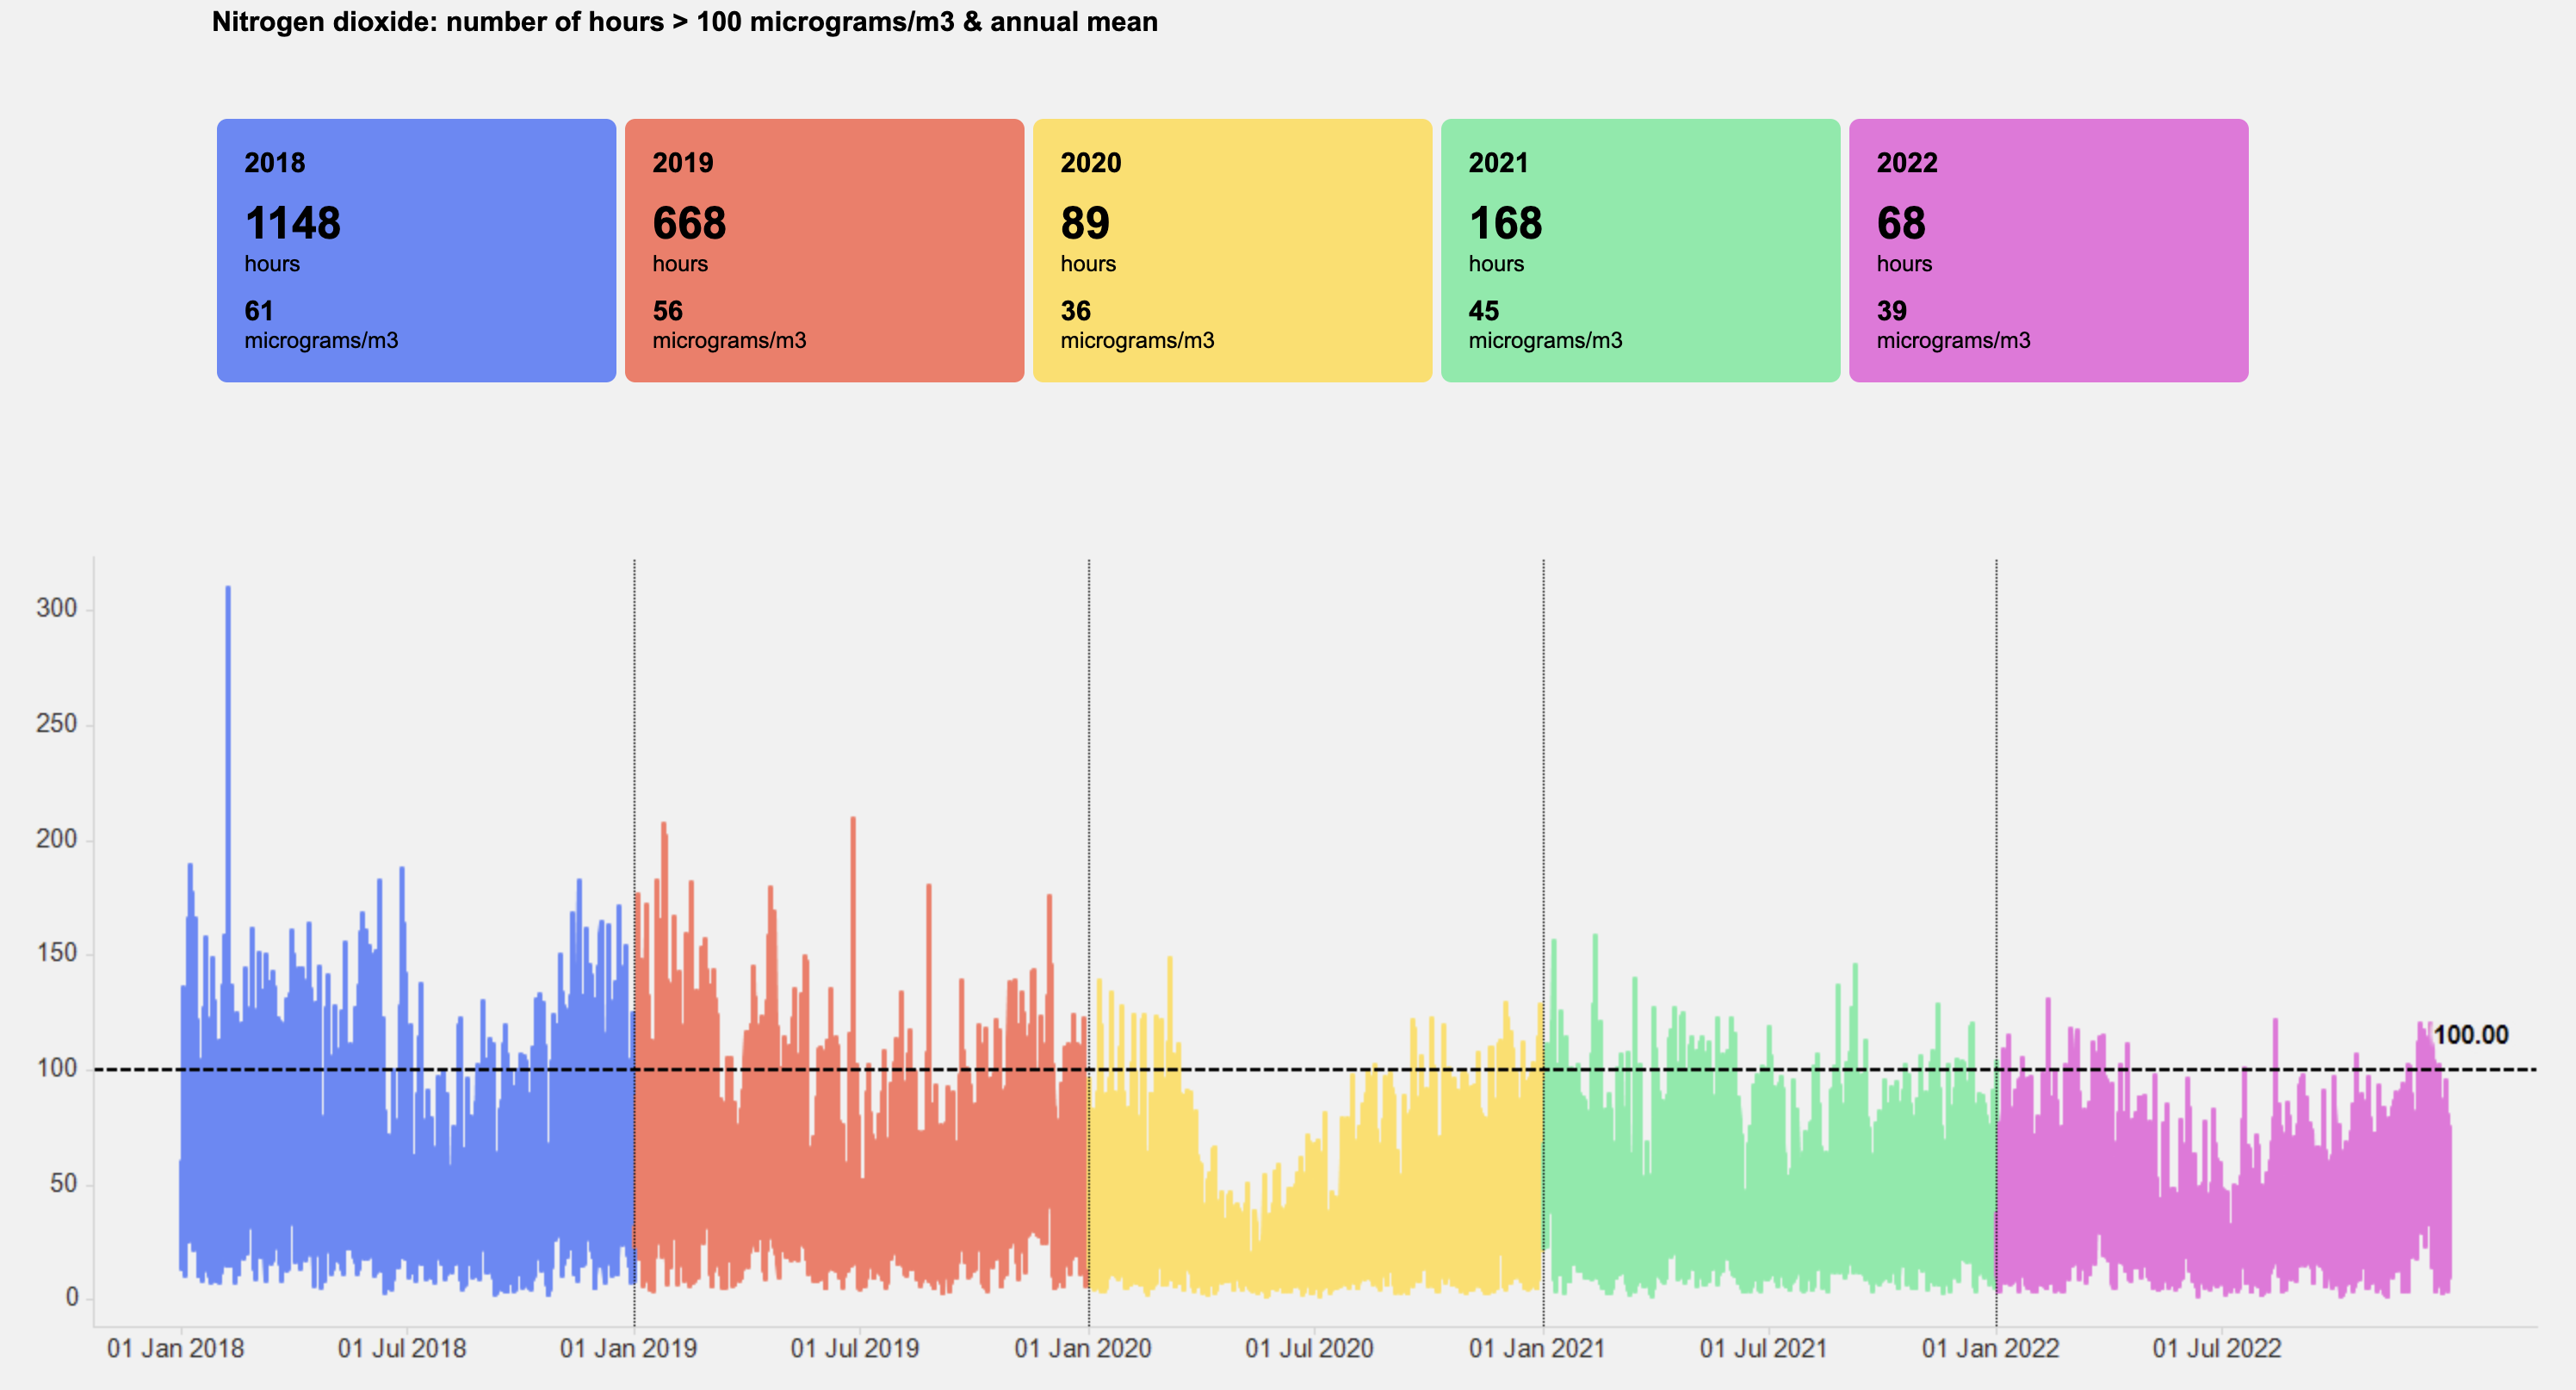 Nitrogen dioxide: number of hours > 100 micrograms/m3 & annual mean
2018
1148
hours
61
micrograms/m3
2019
668
hours
56
micrograms/m3
2020
89
hours
36
micrograms/m3
2021
168
hours
45
micrograms/m3
2022
68
hours
39
micrograms/m3
300
250
200
150
100
50
0
100.00
01 Jan 2018
01 Jul 2018
01 Jan 2019
01 Jul 2019
01 Jan 2020
01 Jul 2020
01 Jan 2021
01 Jul 2021
01 Jan 2022
01 Jul 2022